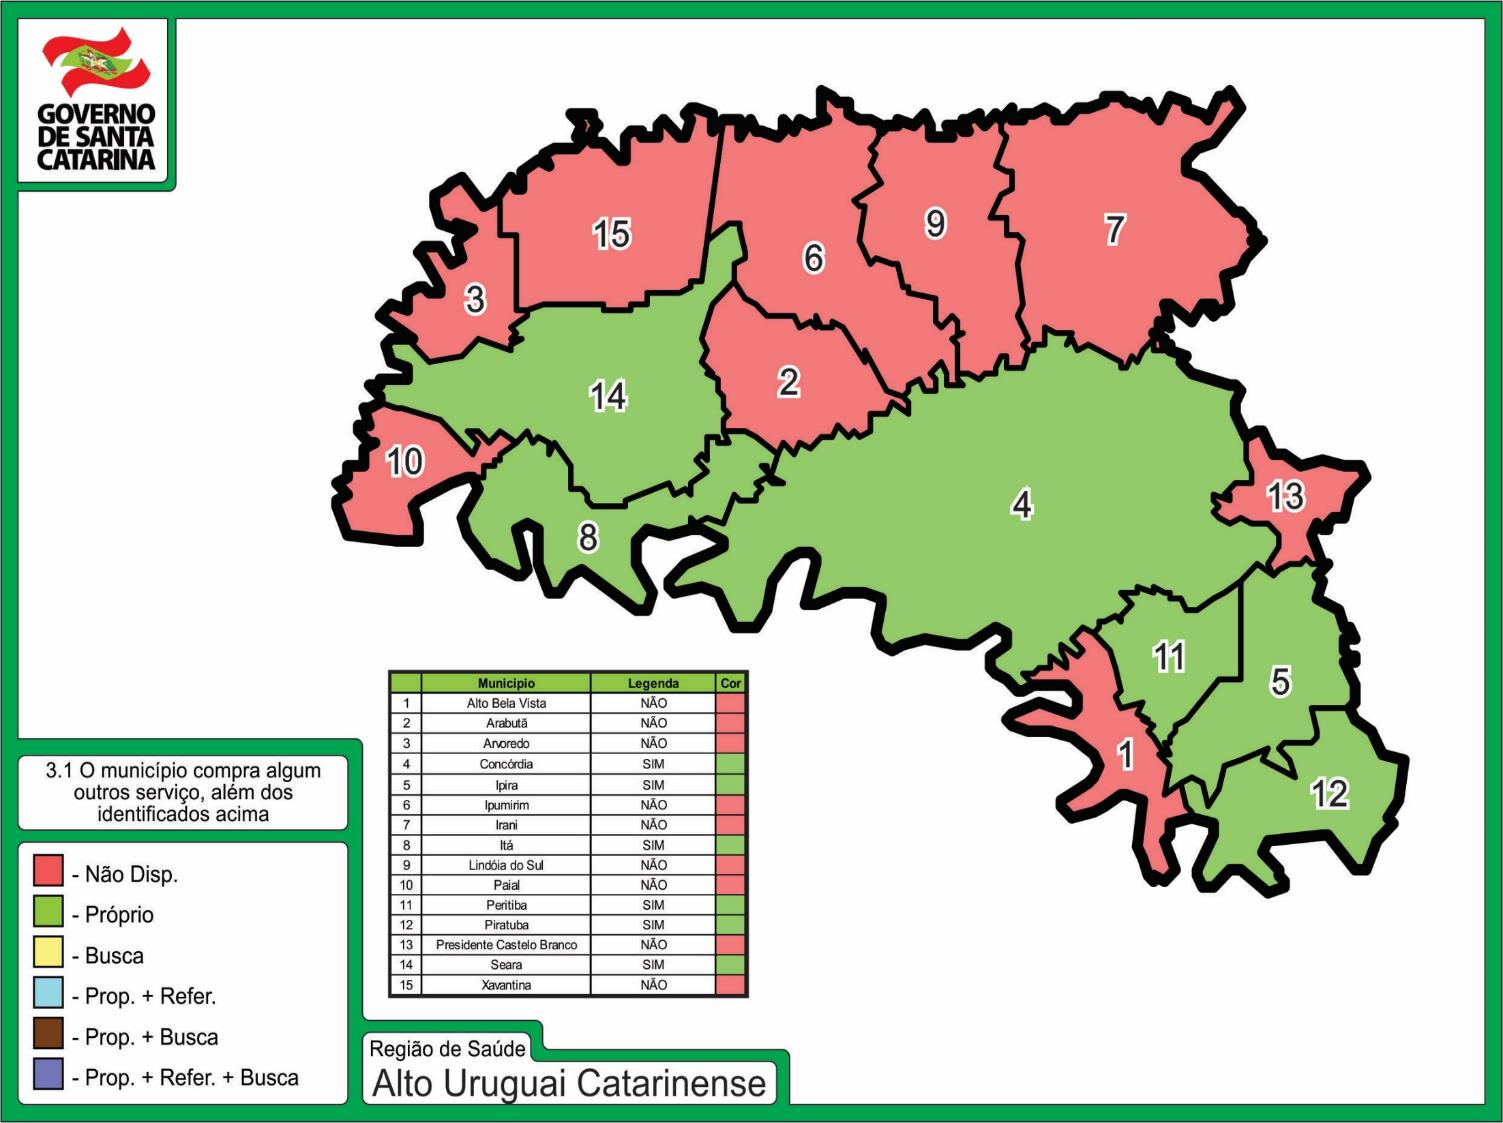 GOVERNO
DE SANTA
CATARINA
15
6
9
7
3
2
14
10
4
13
8
11
5
1
12
Municipio Legenda Cor
1 Alto Bela Vista NÃO
2 Arabutã NÃO
3 Arvoredo NÃO
4 Concórdia SIM
5 Ipira SIM
6 Ipumirim NÃO
7 Irani NÃO
8 Itá SIM
9 Lindóia do Sul NÃO
10 Paial NÃO
11 Peritiba SIM
12 Piratuba SIM
13 Presidente Castelo Branco NÃO
14 Seara SIM
15 Xavantina NÃO
3.1 O município compra algum
outros serviço, além dos
identificados acima
- Não Disp.
- Próprio
- Busca
- Prop. + Refer.
- Prop. + Busca
- Prop. + Refer. + Busca
Região de Saúde
Alto Uruguai Catarinense